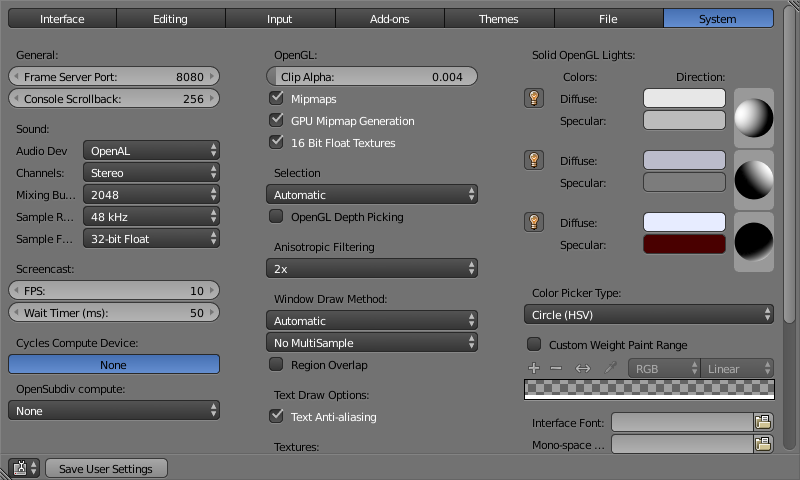 Interface Editing Input Add-ons Themes File System
General:
Frame Server Port: 8080
Console Scrollback: 256
Sound:
Audio Dev OpenAL
Channels: Stereo
Mixing Bu... 2048
Sample R... 48 kHz
Sample F... 32-bit Float
Screencast:
FPS: 10
Wait Timer (ms): 50
Cycles Compute Device:
None
OpenSubdiv compute:
None
OpenGL:
Clip Alpha: 0.004
Mipmaps
GPU Mipmap Generation
16 Bit Float Textures
Selection
Automatic
OpenGL Depth Picking
Anisotropic Filtering
2x
Window Draw Method:
Automatic
No MultiSample
Region Overlap
Text Draw Options:
Text Anti-aliasing
Textures:
Solid OpenGL Lights:
Colors: Direction:
Diffuse:
Specular:
Diffuse:
Specular:
Diffuse:
Specular:
Color Picker Type:
Circle (HSV)
Custom Weight Paint Range
RGB Linear
Interface Font:
Mono-space ...
Save User Settings